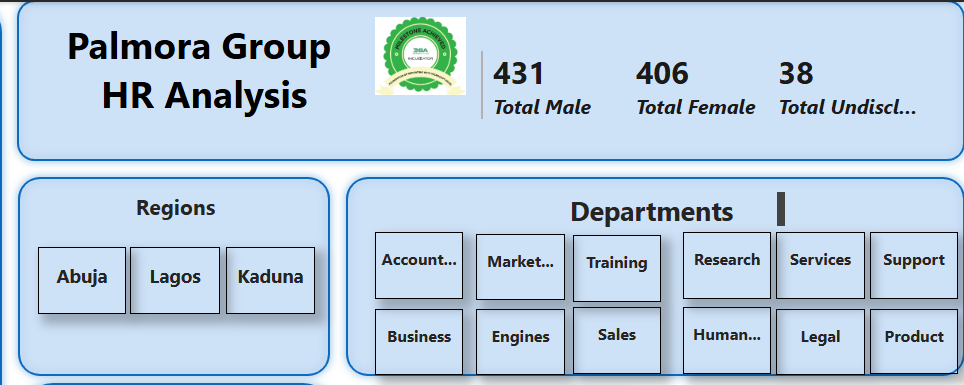 Palmora Group
HR Analysis
MILESTONE ACHIEVED
INCUBATOR
431
Total Male
406
Total Female
38
Total Undiscl...
Regions
Abuja
Lagos
Kaduna
Departments
Account...
Market...
Training
Research
Services
Support
Business
Engines
Sales
Human...
Legal
Product